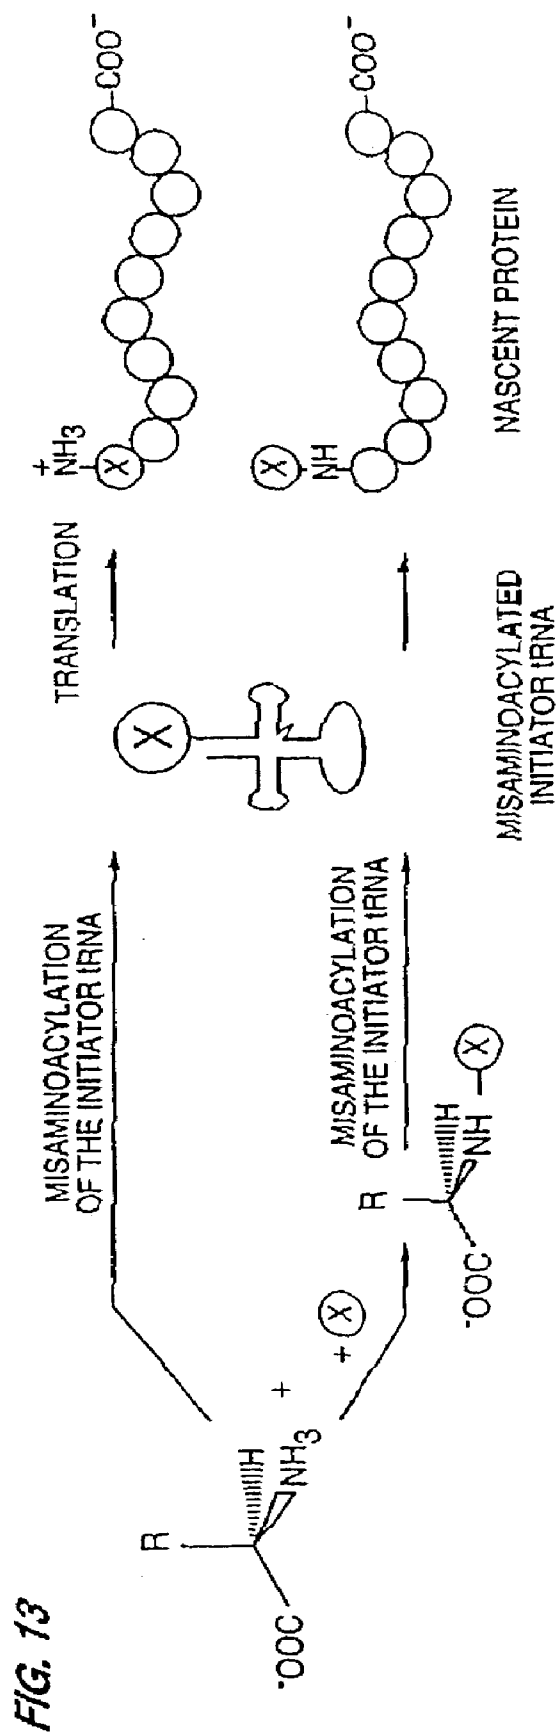 FIG. 13
R
-OOC
H
NH3
+
MISAMINOACYLATION
OF THE INITIATOR tRNA
+ X
R
-OOC
H
NH
X
MISAMINOACYLATION
OF THE INITIATOR tRNA
X
MISAMINOACYLATED
INITIATOR tRNA
TRANSLATION
+
NH3
X
COO-
X
NH
COO-
NASCENT PROTEIN